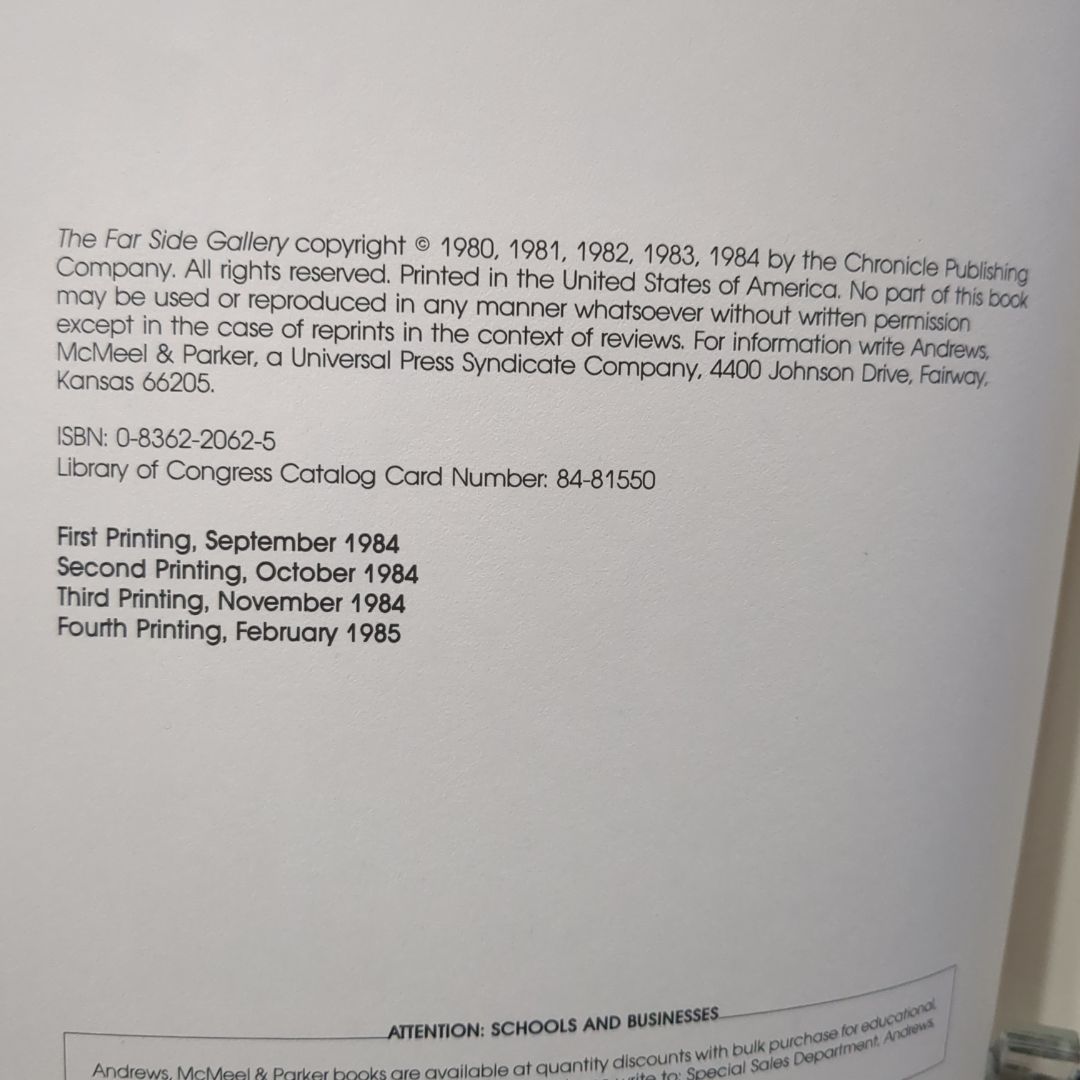 The Far Side Gallery copyright © 1980, 1981, 1982, 1983, 1984 by the Chronicle Publishing
Company. All rights reserved. Printed in the United States of America. No part of this book
may be used or reproduced in any manner whatsoever without written permission
except in the case of reprints in the context of reviews. For information write Andrews,
McMeel & Parker, a Universal Press Syndicate Company, 4400 Johnson Drive, Fairway,
Kansas 66205.
ISBN: 0-8362-2062-5
Library of Congress Catalog Card Number: 84-81550
First Printing, September 1984
Second Printing, October 1984
Third Printing, November 1984
Fourth Printing, February 1985
ATTENTION: SCHOOLS AND BUSINESSES
Andrews, McMeel & Parker books are available at quantity discounts with bulk purchase for educational,
write to: Special Sales Department, Andrews,